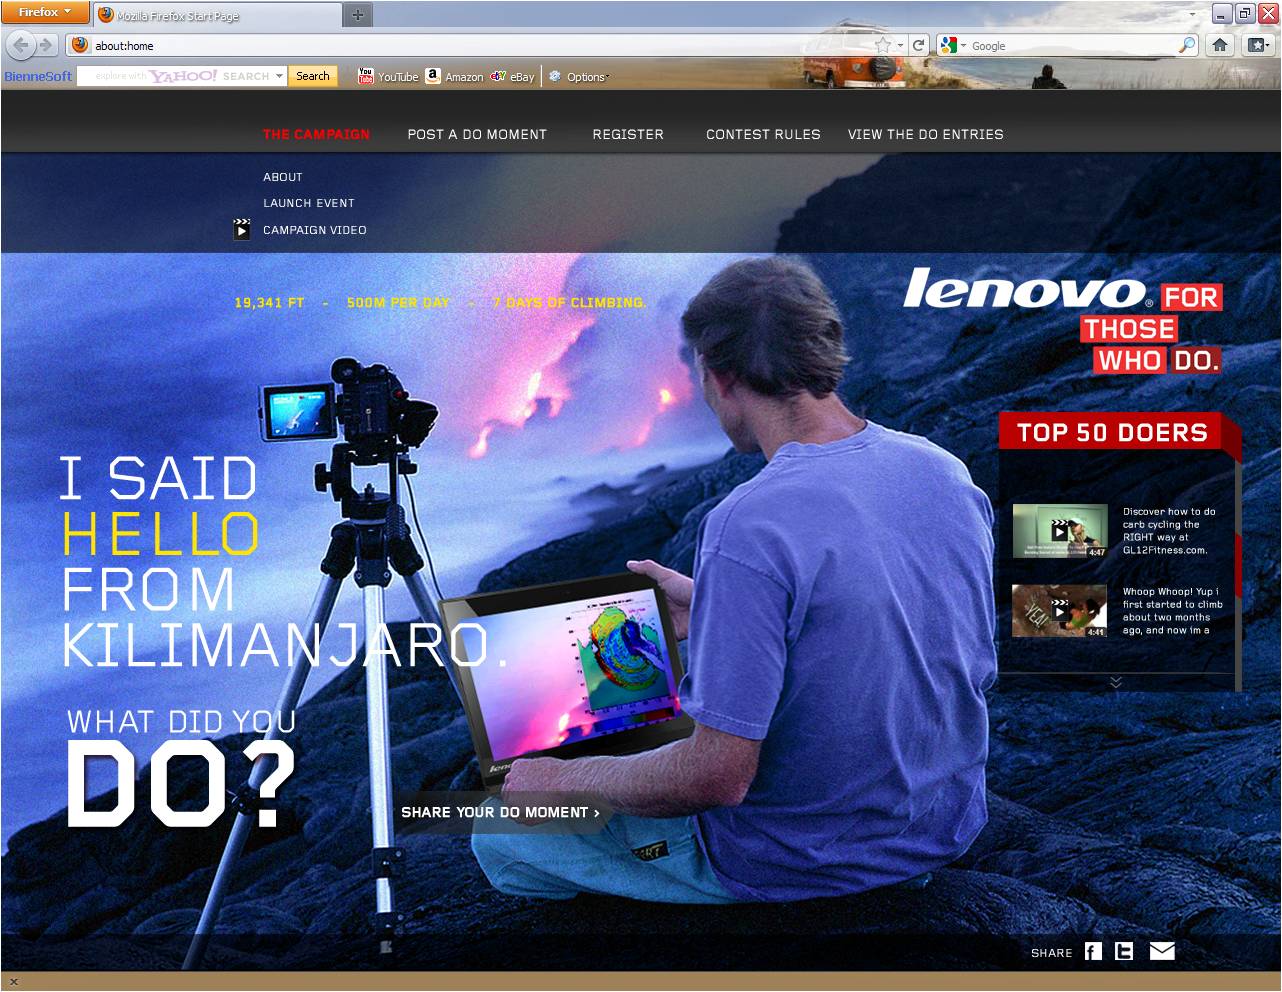 Firefox
Mozilla Firefox Start Page
about:home
Google
BienneSoft
explore with YAHOO! SEARCH
Search
YouTube
Amazon
eBay
Options
THE CAMPAIGN
POST A DO MOMENT
REGISTER
CONTEST RULES
VIEW THE DO ENTRIES
ABOUT
LAUNCH EVENT
CAMPAIGN VIDEO
19,341 FT - 500M PER DAY - 7 DAYS OF CLIMBING.
lenovo® FOR
THOSE
WHO DO.
TOP 50 DOERS
I SAID
HELLO
FROM
KILIMANJARO.
Discover how to do
carb cycling the
RIGHT way at
GL12Fitness.com.
4:47
Whoop Whoop! Yup i
first started to climb
about two months
ago, and now im a
4:41
WHAT DID YOU
DO?
SHARE YOUR DO MOMENT >
SHARE